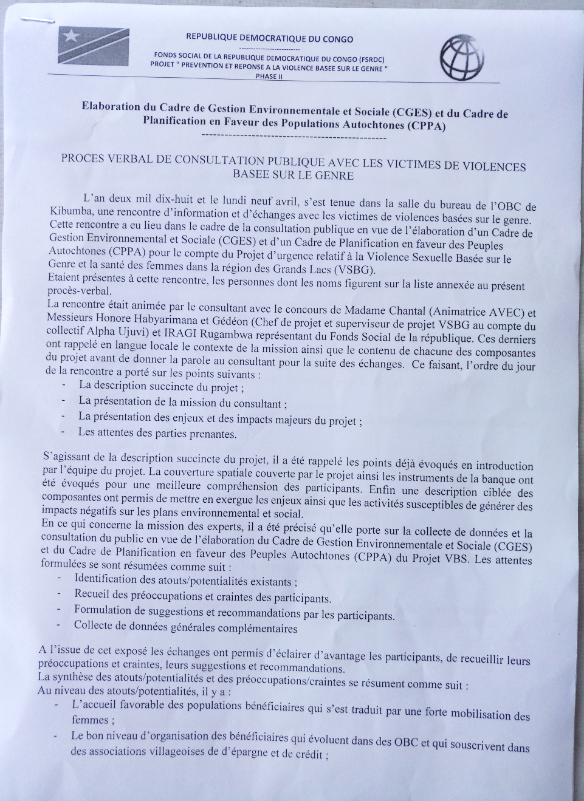 REPUBLIQUE DEMOCRATIQUE DU CONGO
FONDS SOCIAL DE LA REPUBLIQUE DEMOCRATIQUE DU CONGO (FSRDC)
PROJET " PREVENTION ET REPONSE A LA VIOLENCE BASEE SUR LE GENRE "
PHASE II
Elaboration du Cadre de Gestion Environnementale et Sociale (CGES) et du Cadre de
Planification en Faveur des Populations Autochtones (CPPA)
PROCES VERBAL DE CONSULTATION PUBLIQUE AVEC LES VICTIMES DE VIOLENCES
BASEE SUR LE GENRE
L'an deux mil dix-huit et le lundi neuf avril, s'est tenue dans la salle du bureau de l'OBC de
Kibumba, une rencontre d'information et d'échanges avec les victimes de violences basées sur le genre.
Cette rencontre a eu lieu dans le cadre de la consultation publique en vue de l'élaboration d'un Cadre de
Gestion Environnemental et Sociale (CGES) et d'un Cadre de Planification en faveur des Peuples
Autochtones (CPPA) pour le compte du Projet d'urgence relatif à la Violence Sexuelle Basée sur le
Genre et la santé des femmes dans la région des Grands Lacs (VSBG).
Etaient présentes à cette rencontre, les personnes dont les noms figurent sur la liste annexée au présent
procès-verbal.
La rencontre était animée par le consultant avec le concours de Madame Chantal (Animatrice AVEC) et
Messieurs Honore Habyarimana et Gédéon (Chef de projet et superviseur de projet VSBG au compte du
collectif Alpha Ujuvi) et IRAGI Rugambwa représentant du Fonds Social de la république. Ces derniers
ont rappelé en langue locale le contexte de la mission ainsi que le contenu de chacune des composantes
du projet avant de donner la parole au consultant pour la suite des échanges. Ce faisant, l'ordre du jour
de la rencontre a porté sur les points suivants :
- La description succincte du projet ;
- La présentation de la mission du consultant ;
- La présentation des enjeux et des impacts majeurs du projet ;
- Les attentes des parties prenantes.
S'agissant de la description succincte du projet, il a été rappelé les points déjà évoqués en introduction
par l'équipe du projet. La couverture spatiale couverte par le projet ainsi les instruments de la banque ont
été évoqués pour une meilleure compréhension des participants. Enfin une description ciblée des
composantes ont permis de mettre en exergue les enjeux ainsi que les activités susceptibles de générer des
impacts négatifs sur les plans environnemental et social.
En ce qui concerne la mission des experts, il a été précisé qu'elle porte sur la collecte de données et la
consultation du public en vue de l'élaboration du Cadre de Gestion Environnementale et Sociale (CGES)
et du Cadre de Planification en faveur des Peuples Autochtones (CPPA) du Projet VBS. Les attentes
formulées se sont résumées comme suit :
- Identification des atouts/potentialités existants ;
- Recueil des préoccupations et craintes des participants.
- Formulation de suggestions et recommandations par les participants.
- Collecte de données générales complémentaires
A l'issue de cet exposé les échanges ont permis d'éclairer d'avantage les participants, de recueillir leurs
préoccupations et craintes, leurs suggestions et recommandations.
La synthèse des atouts/potentialités et des préoccupations/craintes se résument comme suit :
Au niveau des atouts/potentialités, il y a :
- L'accueil favorable des populations bénéficiaires qui s'est traduit par une forte mobilisation des
femmes ;
- Le bon niveau d'organisation des bénéficiaires qui évoluent dans des OBC et qui souscrivent dans
des associations villageoises de d'épargne et de crédit ;